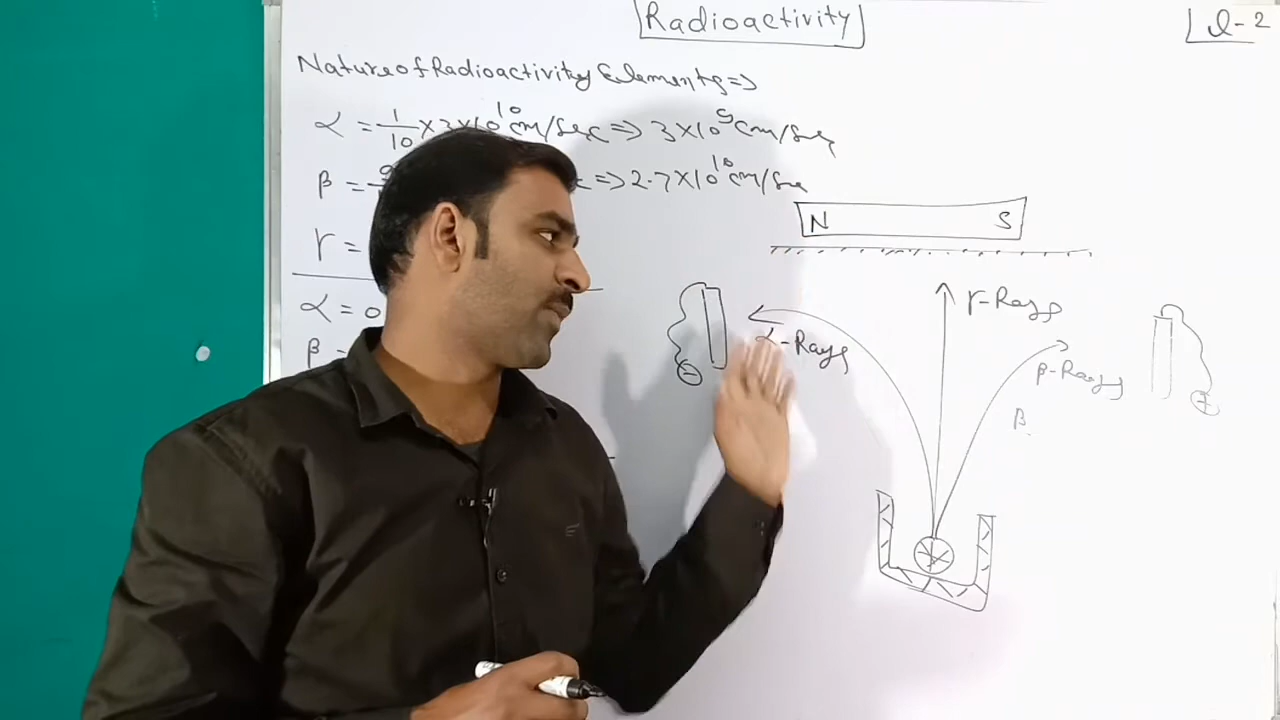 Radioactivity
L-2
Nature of Radioactivity Elements ⇒
α = 1/10 × 3×10^10 cm/sec ⇒ 3×10^9 cm/sec
β = 9 ⇒ 2.7×10^10 cm/sec
γ =
α = 0
β =
N S
γ-Rays
α-Rays
β-Rays
β
−
+